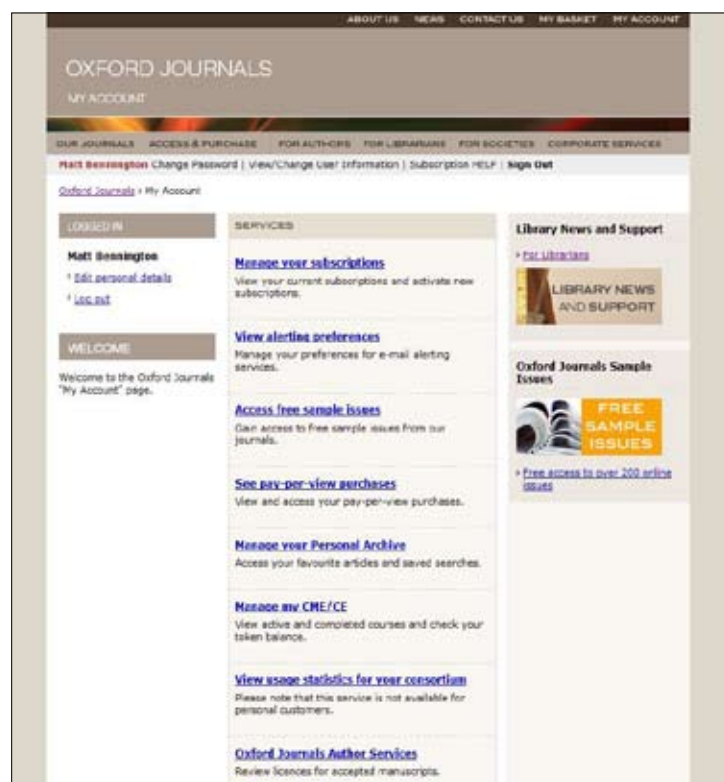 ABOUT US NEWS CONTACT US MY BASKET MY ACCOUNT
OXFORD JOURNALS
MY ACCOUNT
OUR JOURNALS ACCESS & PURCHASE FOR AUTHORS FOR LIBRARIANS FOR SOCIETIES CORPORATE SERVICES
Matt Bennington Change Password | View/Change User Information | Subscription HELP | Sign Out
Oxford Journals › My Account
LOGGED IN
Matt Bennington
Edit personal details
Log out
WELCOME
Welcome to the Oxford Journals
"My Account" page.
SERVICES
Manage your subscriptions
View your current subscriptions and activate new
subscriptions.
View alerting preferences
Manage your preferences for e-mail alerting
services.
Access free sample issues
Gain access to free sample issues from our
journals.
See pay-per-view purchases
View and access your pay-per-view purchases.
Manage your Personal Archive
Access your favourite articles and saved searches.
Manage my CME/CE
View active and completed courses and check your
token balance.
View usage statistics for your consortium
Please note that this service is not available for
personal customers.
Oxford Journals Author Services
Review licences for accepted manuscripts.
Library News and Support
For Librarians
LIBRARY NEWS
AND SUPPORT
Oxford Journals Sample
Issues
FREE
SAMPLE
ISSUES
Free access to over 200 online
issues